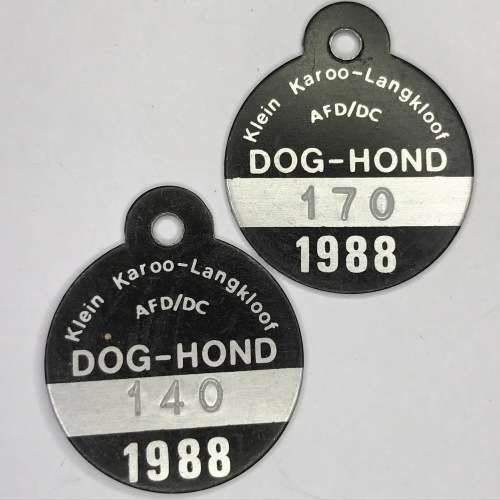 Klein Karoo-Langkloof
AFD/DC
DOG-HOND
170
1988
Klein Karoo-Langkloof
AFD/DC
DOG-HOND
140
1988